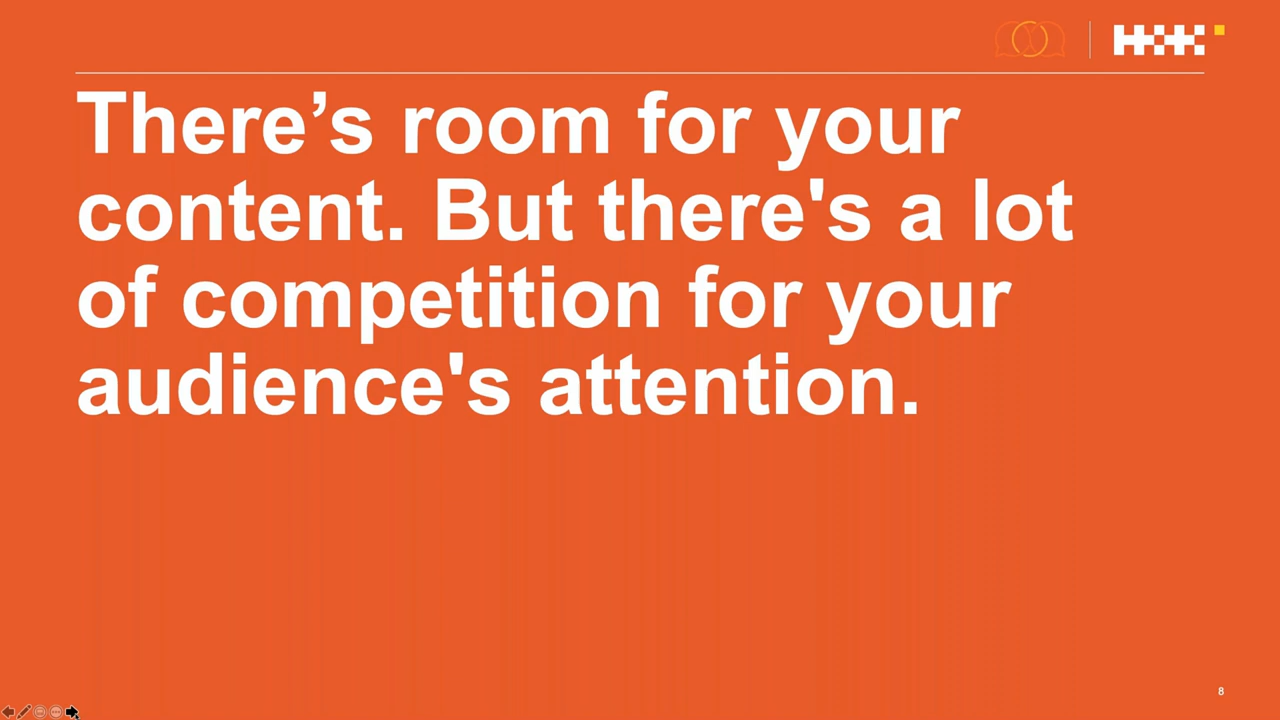 There’s room for your
content. But there's a lot
of competition for your
audience's attention.
8